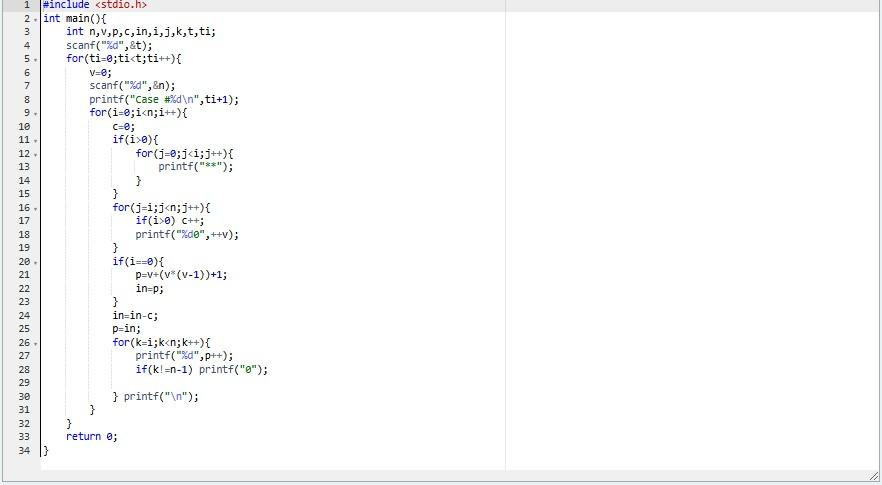 1 #include <stdio.h>
2 int main(){
3 int n,v,p,c,in,i,j,k,t,ti;
4 scanf("%d",&t);
5 for(ti=0;ti<t;ti++){
6 v=0;
7 scanf("%d",&n);
8 printf("Case #%d\n",ti+1);
9 for(i=0;i<n;i++){
10 c=0;
11 if(i>0){
12 for(j=0;j<i;j++){
13 printf("**");
14 }
15 }
16 for(j=i;j<n;j++){
17 if(i>0) c++;
18 printf("%d0",++v);
19 }
20 if(i==0){
21 p=v+(v*(v-1))+1;
22 in=p;
23 }
24 in=in-c;
25 p=in;
26 for(k=i;k<n;k++){
27 printf("%d",p++);
28 if(k!=n-1) printf("0");
29
30 } printf("\n");
31 }
32 }
33 return 0;
34 }